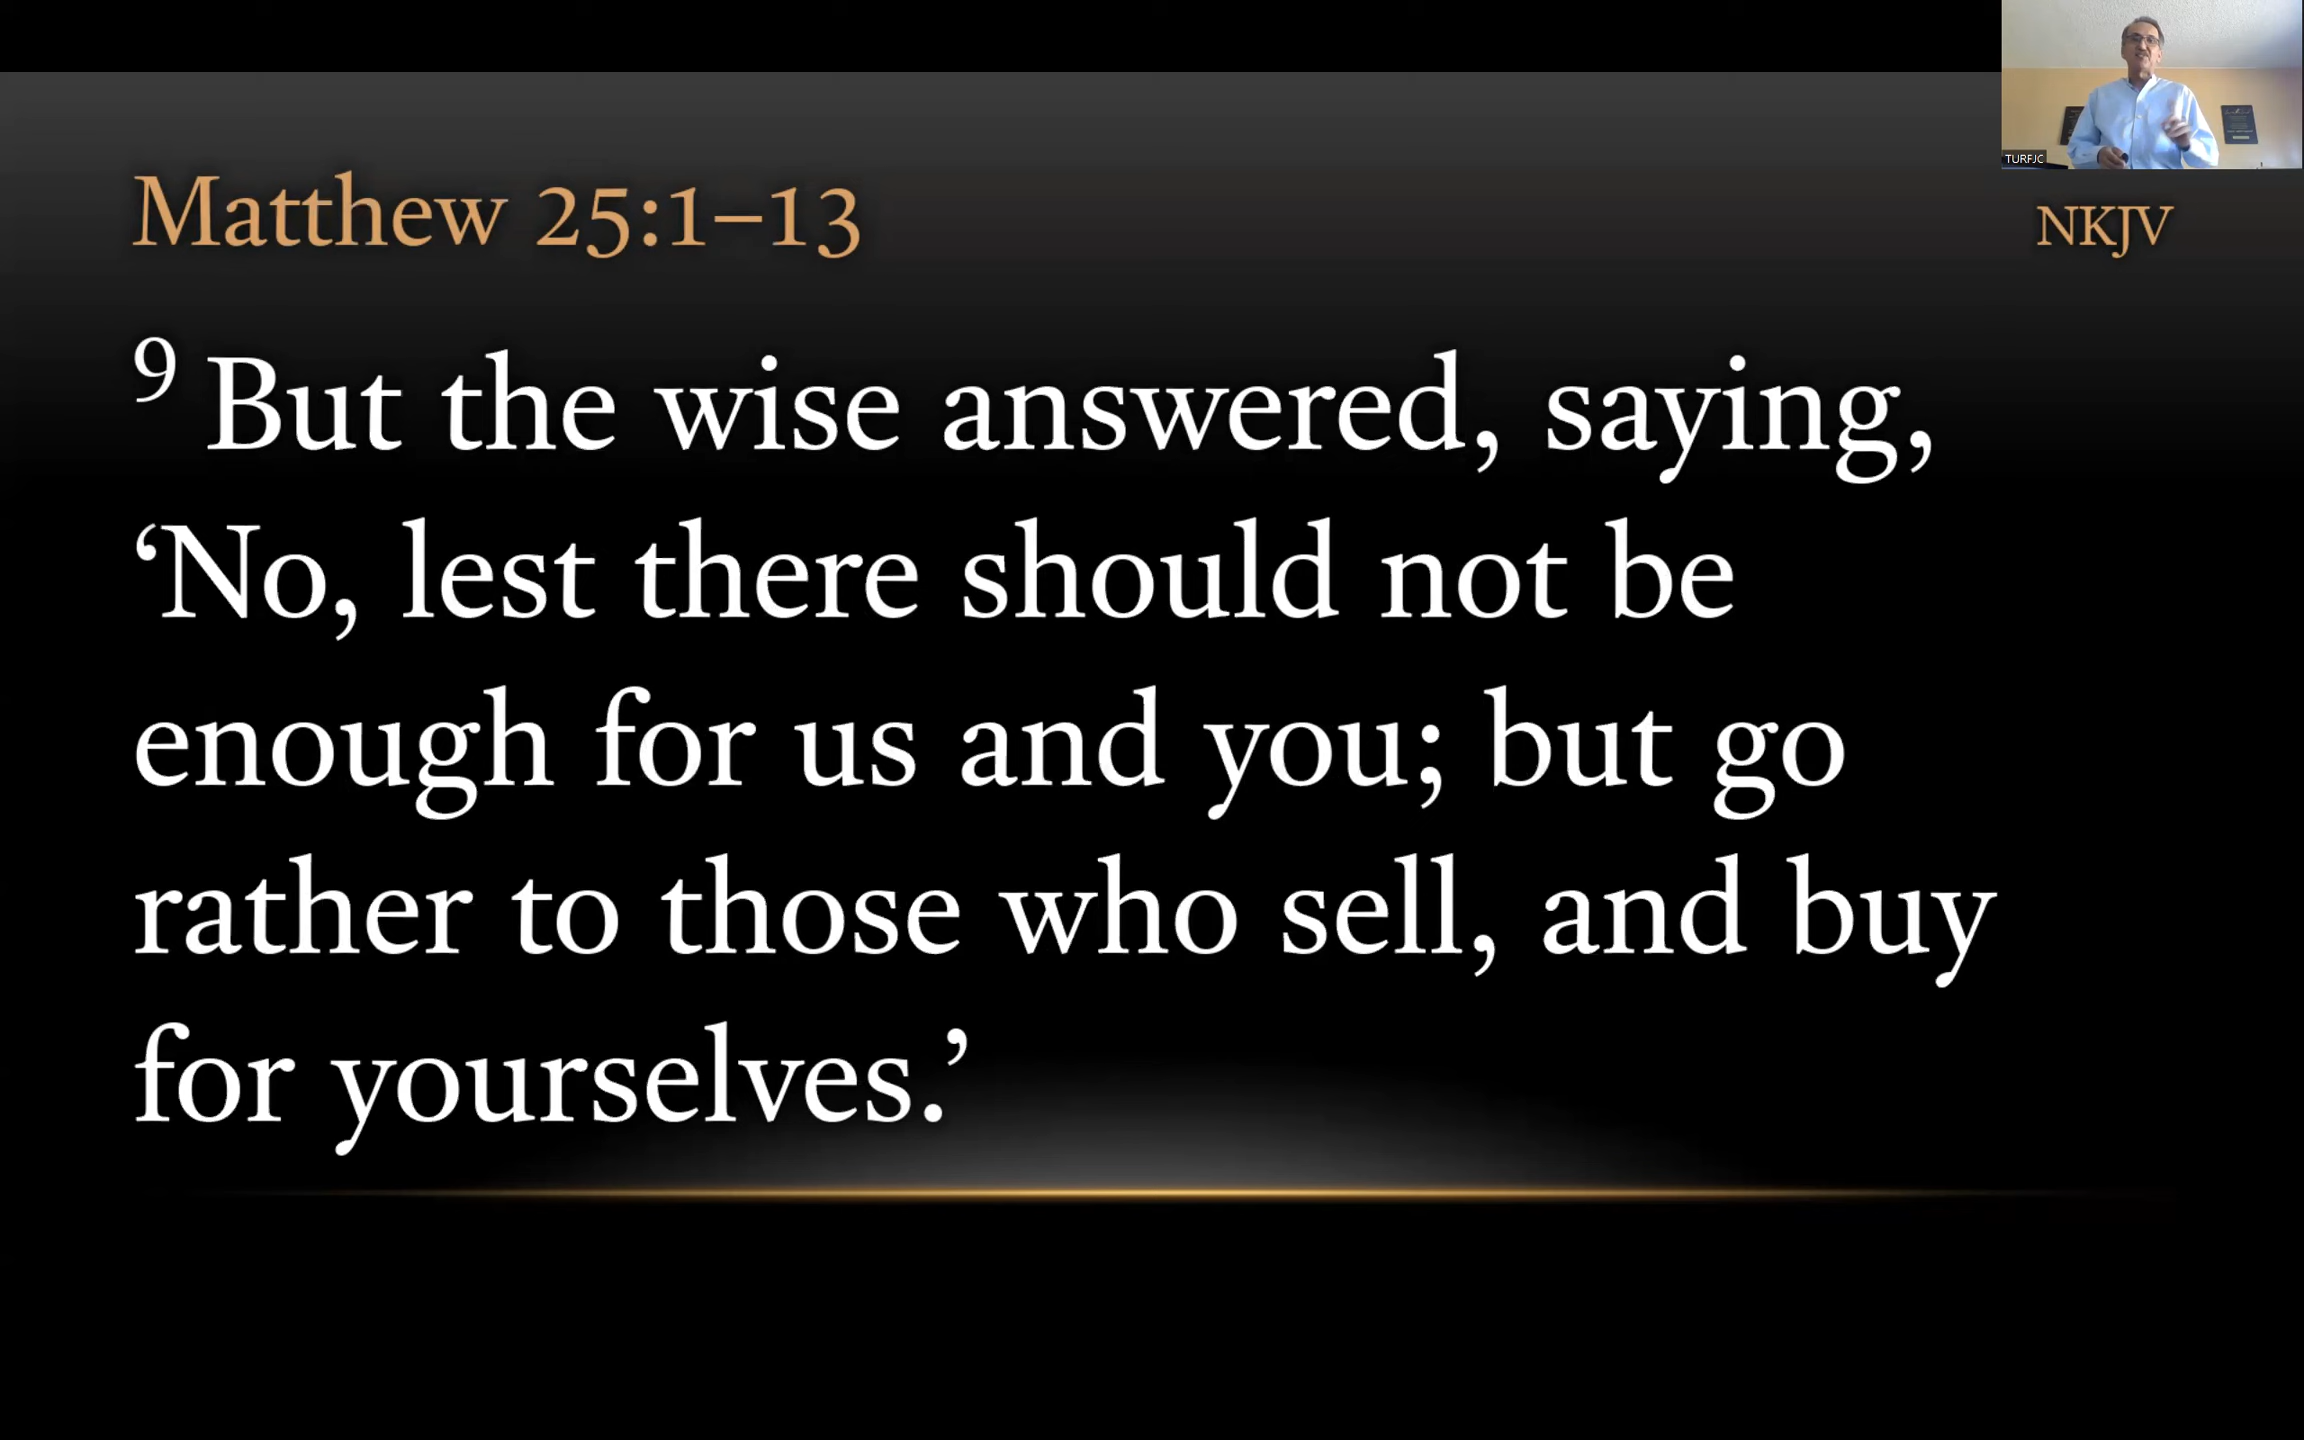 TURFJC
Matthew 25:1–13
NKJV
9 But the wise answered, saying,
‘No, lest there should not be
enough for us and you; but go
rather to those who sell, and buy
for yourselves.’